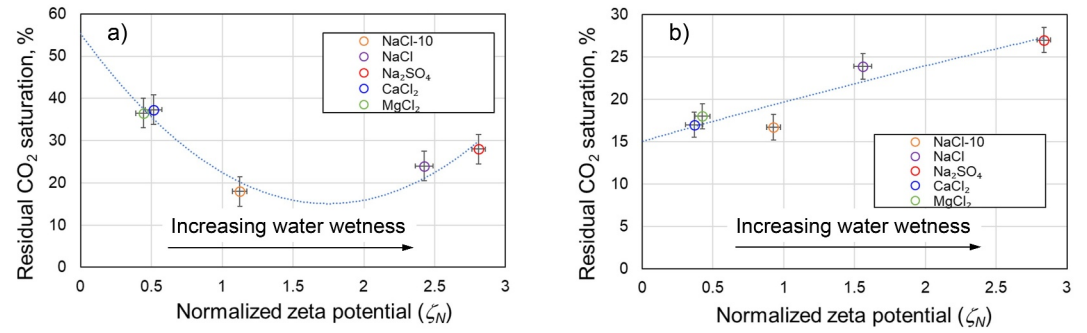 a)
Residual CO₂ saturation, %
60
50
40
30
20
10
0
NaCl-10
NaCl
Na₂SO₄
CaCl₂
MgCl₂
Increasing water wetness
0
0.5
1
1.5
2
2.5
3
Normalized zeta potential (ζN)
b)
Residual CO₂ saturation, %
30
25
20
15
10
5
0
NaCl-10
NaCl
Na₂SO₄
CaCl₂
MgCl₂
Increasing water wetness
0
0.5
1
1.5
2
2.5
3
Normalized zeta potential (ζN)